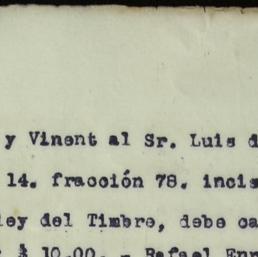 y Vinent al Sr. Luis d
14. fracción 78. incis
ley del Timbre, debe ca
$ 10.00. - Rafael Enr